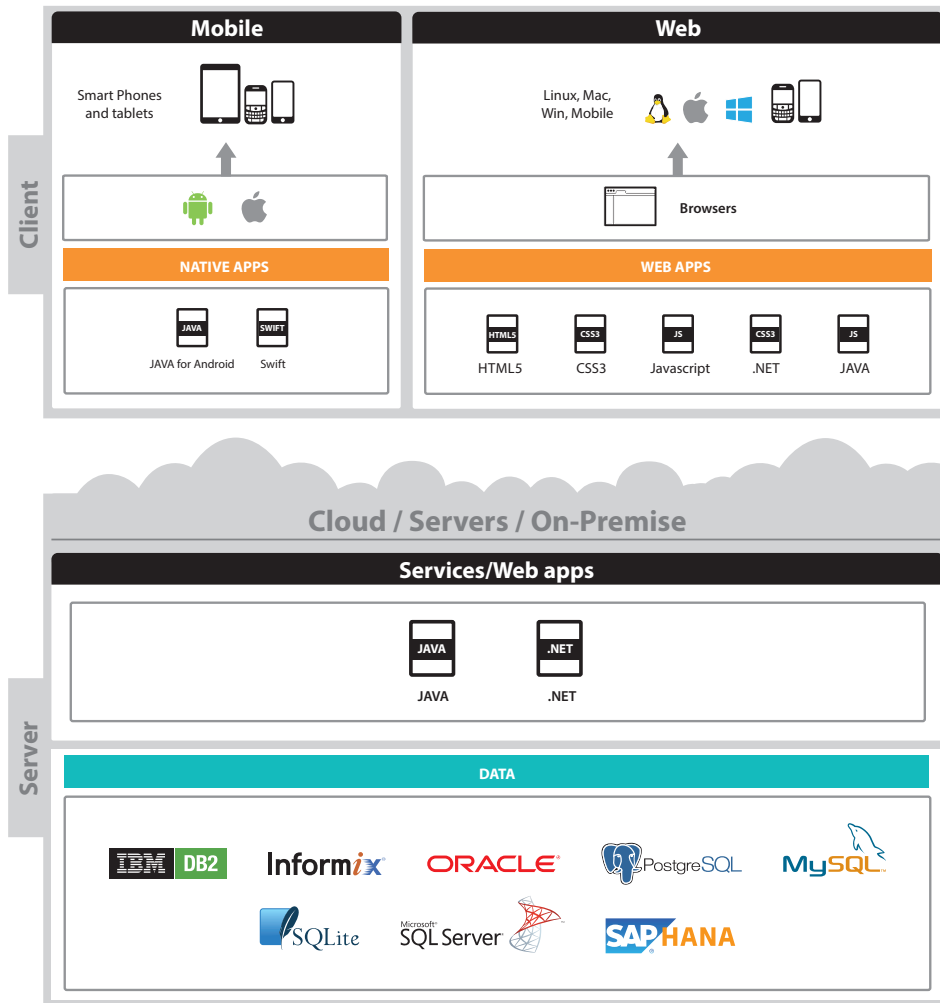 Mobile
Web
Client
Smart Phones
and tablets
Linux, Mac,
Win, Mobile
Browsers
NATIVE APPS
WEB APPS
JAVA
SWIFT
JAVA for Android
Swift
HTML5
CSS3
JS
CSS3
JS
HTML5
CSS3
Javascript
.NET
JAVA
Cloud / Servers / On-Premise
Services/Web apps
Server
JAVA
.NET
JAVA
.NET
DATA
IBM DB2
Informix
ORACLE
PostgreSQL
MySQL
SQLite
Microsoft
SQL Server
SAP HANA